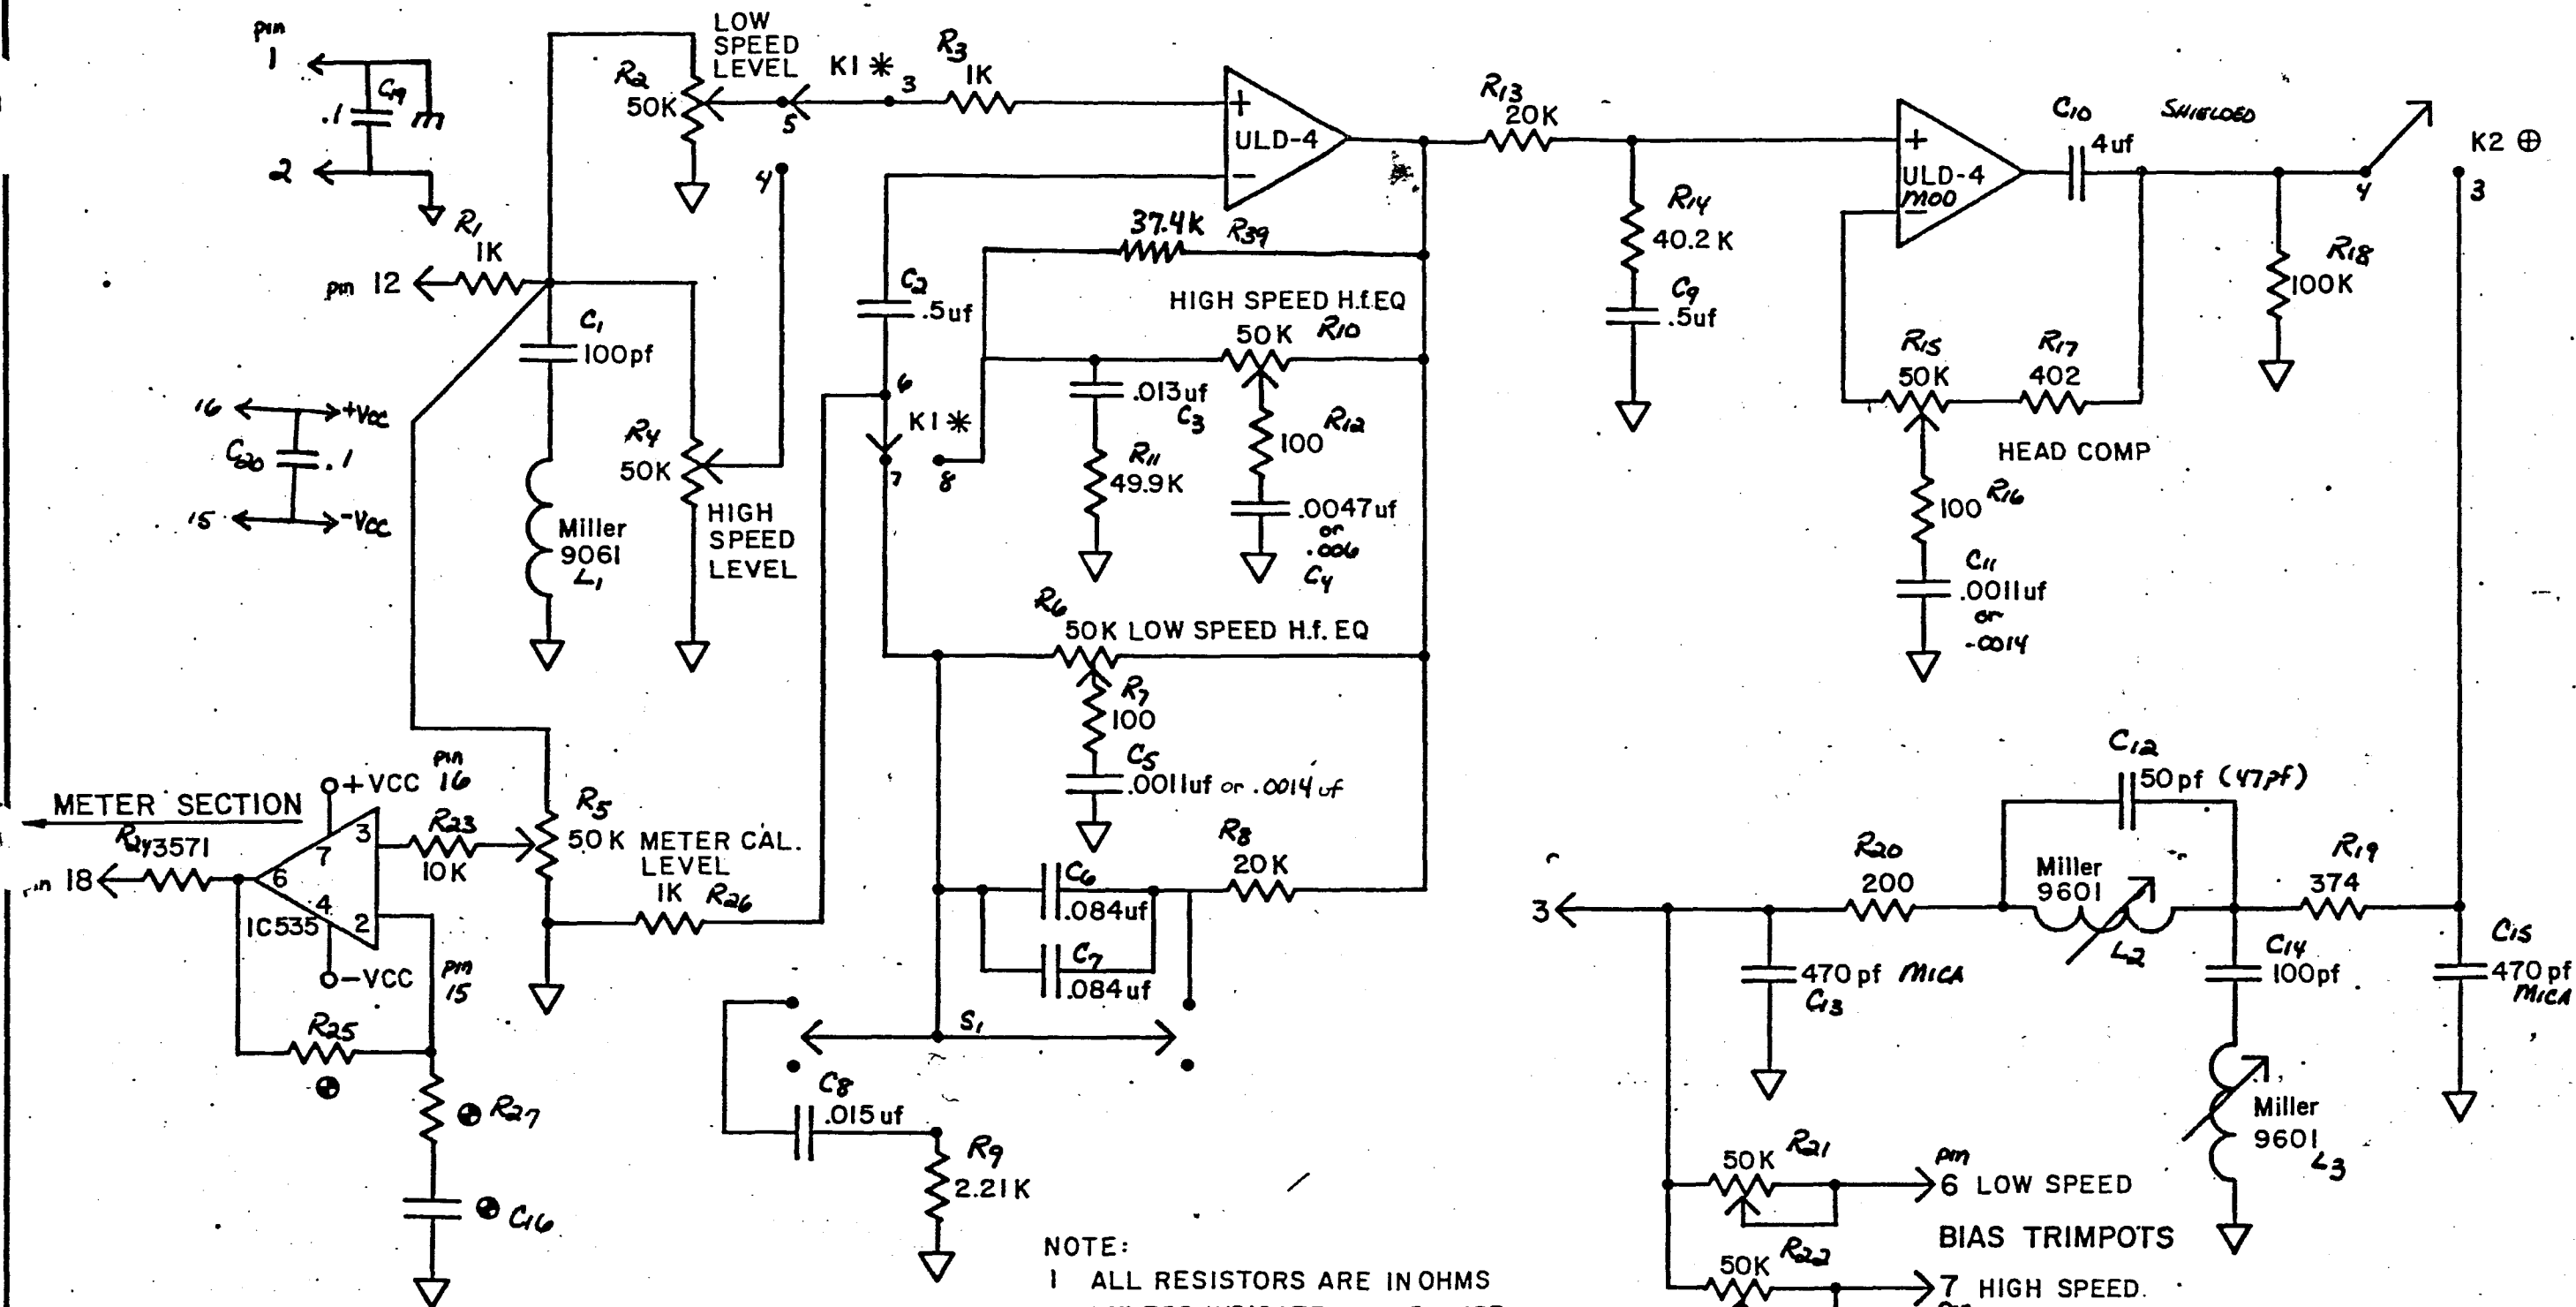 pin
1
C19
.1
2
LOW
SPEED
LEVEL
R2
50K
5
K1 *
3
R3
1K
4
+
ULD-4
-
R13
20K
R14
40.2K
C9
.5uf
+
ULD-4
MOD
-
C10
4uf
SHIELDED
4
K2 ⊕
3
R18
100K
R1
1K
pin 12
C1
100pf
37.4K R39
C2
.5uf
HIGH SPEED H.f.EQ
50K R10
.013uf
C3
R12
100
R11
49.9K
.0047uf
or
.006
C4
R15
50K
R17
402
HEAD COMP
100 R16
C11
.0011uf
or
.0014
16 +Vcc
C20 .1
15 -Vcc
R4
50K
HIGH
SPEED
LEVEL
Miller
9061
L1
6
K1 *
7
8
R6
50K LOW SPEED H.f. EQ
R7
100
C5
.0011uf or .0014uf
METER SECTION
+VCC
pin
16
R24 3571
pin 18
3
7
6
4
2
IC535
R23
10K
R5
50K METER CAL.
LEVEL
1K R26
-VCC
pin
15
R25
R27
C16
C6
.084uf
C7
.084uf
R8
20K
S1
C8
.015uf
R9
2.21K
C12
50pf (47pf)
R20
200
Miller
9601
L2
R19
374
3
470pf MICA
C13
C14
100pf
C15
470pf
MICA
Miller
9601
L3
50K R21
pin
6 LOW SPEED
BIAS TRIMPOTS
50K R22
7 HIGH SPEED.
NOTE:
1 ALL RESISTORS ARE IN OHMS